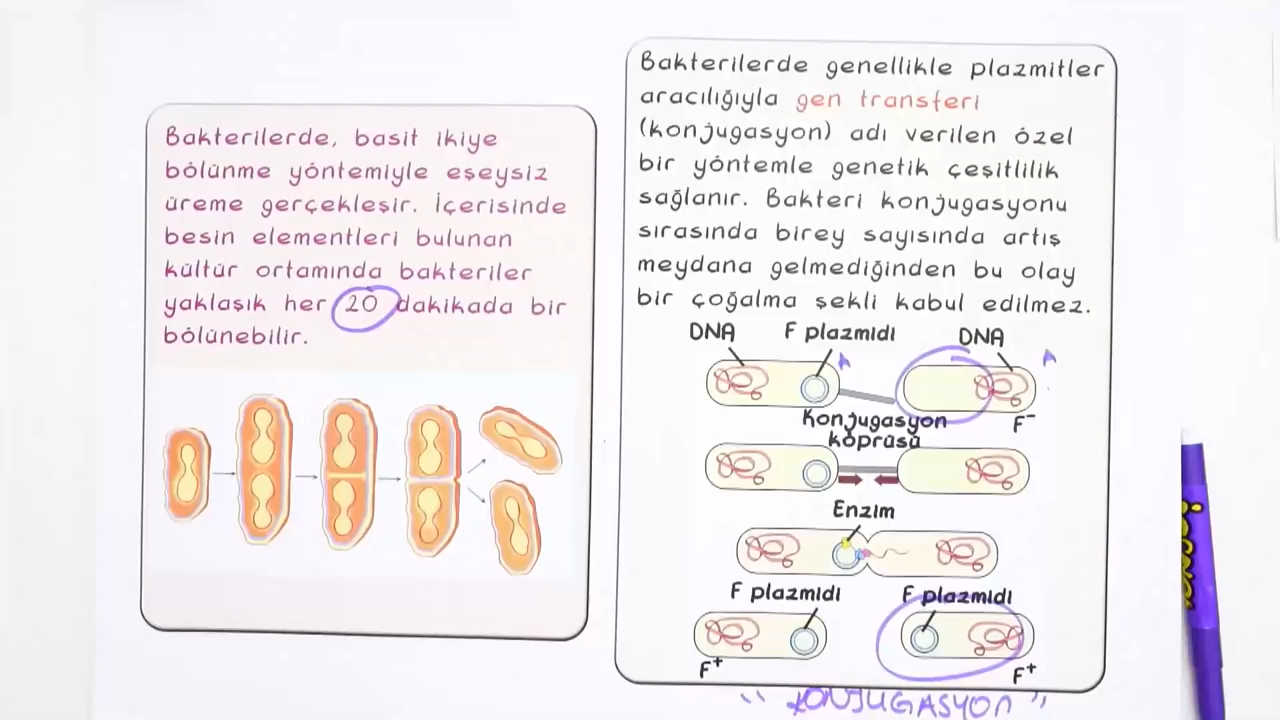 Bakterilerde, basit ikiye
bölünme yöntemiyle eşeysiz
üreme gerçekleşir. İçerisinde
besin elementleri bulunan
kültür ortamında bakteriler
yaklaşık her 20 dakikada bir
bölünebilir.
Bakterilerde genellikle plazmitler
aracılığıyla gen transferi
(konjugasyon) adı verilen özel
bir yöntemle genetik çeşitlilik
sağlanır. Bakteri konjugasyonu
sırasında birey sayısında artış
meydana gelmediğinden bu olay
bir çoğalma şekli kabul edilmez.
DNA F plazmidi DNA
A A
Konjugasyon F⁻
köprüsü
Enzim
F plazmidi F plazmidi
F⁺ F⁺
"KONJUGASYON"